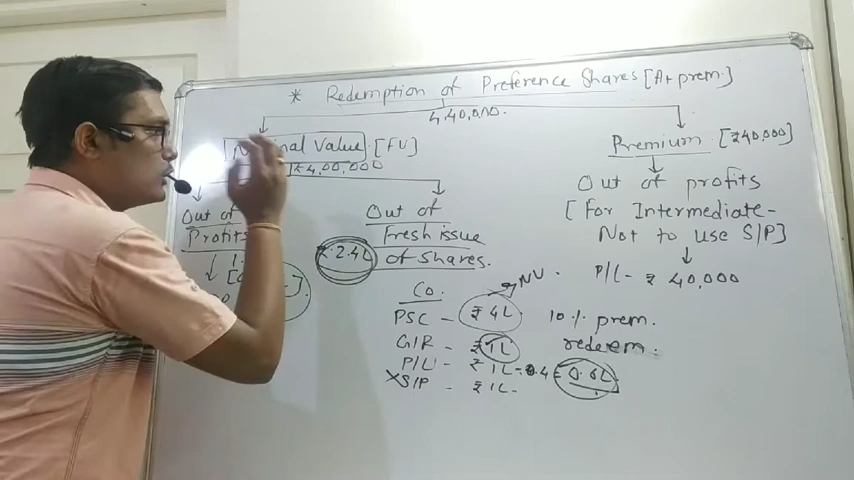 * Redemption of Preference Shares [At prem.]
4,40,000.
Nominal Value. [FV]
₹4,00,000
Premium. [₹40,000]
Out of
Profits
Out of
Fresh issue
of Shares.
₹2.4L
Out of profits
[For Intermediate-
Not to use S/P]
P/L - ₹ 40,000
Co.
NV.
PSC - ₹4L
10% prem.
G/R - ₹1L
redeem.
P/L - ₹1L - 0.4 = 0.6L
X S/P - ₹1L-